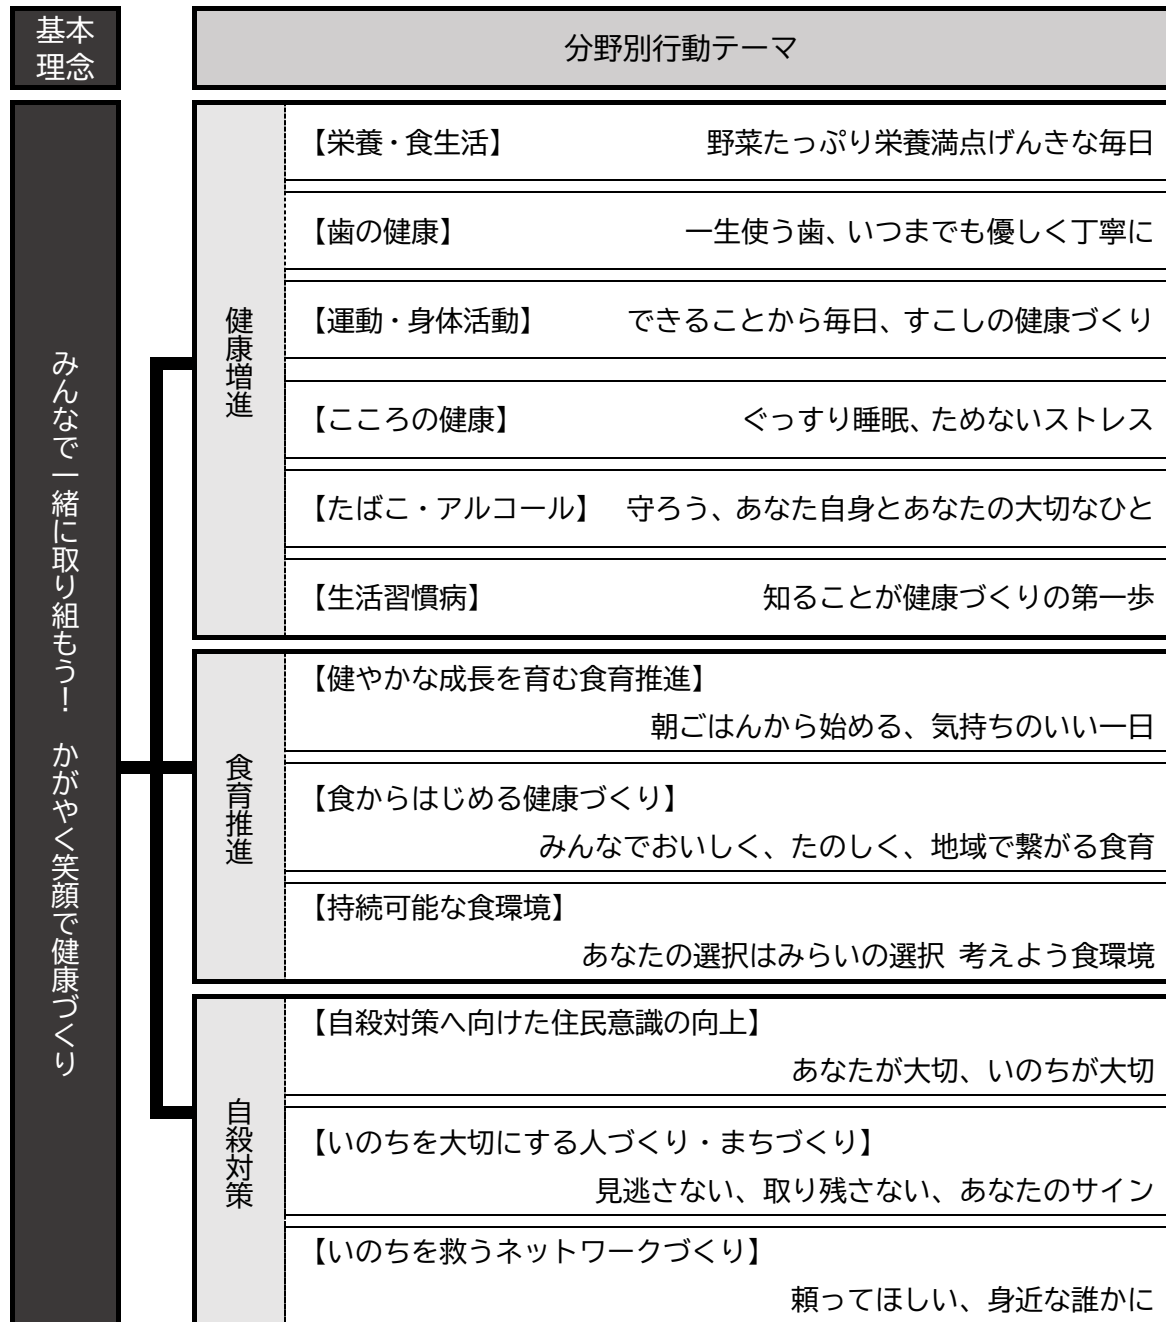 基本
理念
分野別行動テーマ
みんなで一緒に取り組もう！　かがやく笑顔で健康づくり
健康増進
【栄養・食生活】　野菜たっぷり栄養満点げんきな毎日
【歯の健康】　一生使う歯、いつまでも優しく丁寧に
【運動・身体活動】　できることから毎日、すこしの健康づくり
【こころの健康】　ぐっすり睡眠、ためないストレス
【たばこ・アルコール】　守ろう、あなた自身とあなたの大切なひと
【生活習慣病】　知ることが健康づくりの第一歩
食育推進
【健やかな成長を育む食育推進】
朝ごはんから始める、気持ちのいい一日
【食からはじめる健康づくり】
みんなでおいしく、たのしく、地域で繋がる食育
【持続可能な食環境】
あなたの選択はみらいの選択 考えよう食環境
自殺対策
【自殺対策へ向けた住民意識の向上】
あなたが大切、いのちが大切
【いのちを大切にする人づくり・まちづくり】
見逃さない、取り残さない、あなたのサイン
【いのちを救うネットワークづくり】
頼ってほしい、身近な誰かに